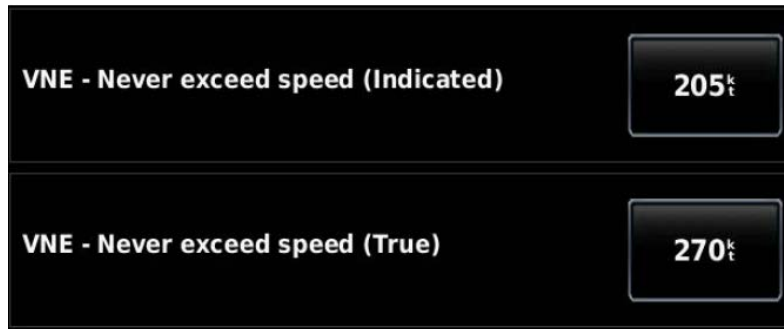 VNE - Never exceed speed (Indicated) 205kt
VNE - Never exceed speed (True) 270kt